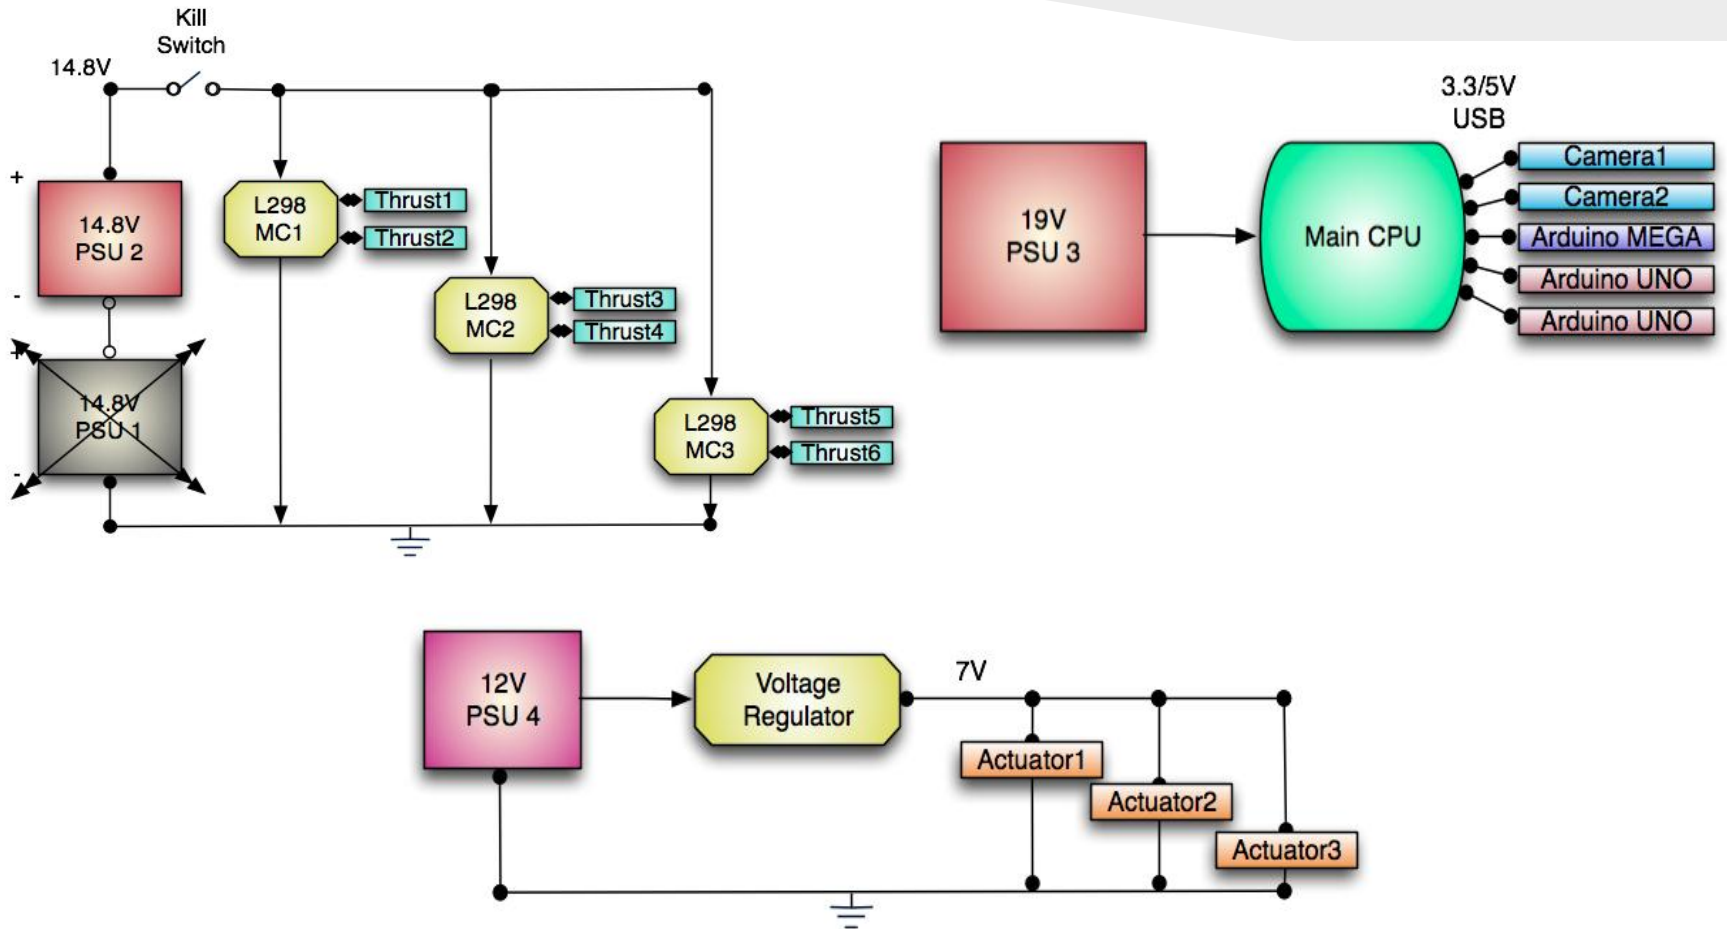 Kill
Switch
14.8V
+
14.8V
PSU 2
-
+
14.8V
PSU 1
-
L298
MC1
Thrust1
Thrust2
L298
MC2
Thrust3
Thrust4
L298
MC3
Thrust5
Thrust6
19V
PSU 3
Main CPU
3.3/5V
USB
Camera1
Camera2
Arduino MEGA
Arduino UNO
Arduino UNO
12V
PSU 4
Voltage
Regulator
7V
Actuator1
Actuator2
Actuator3